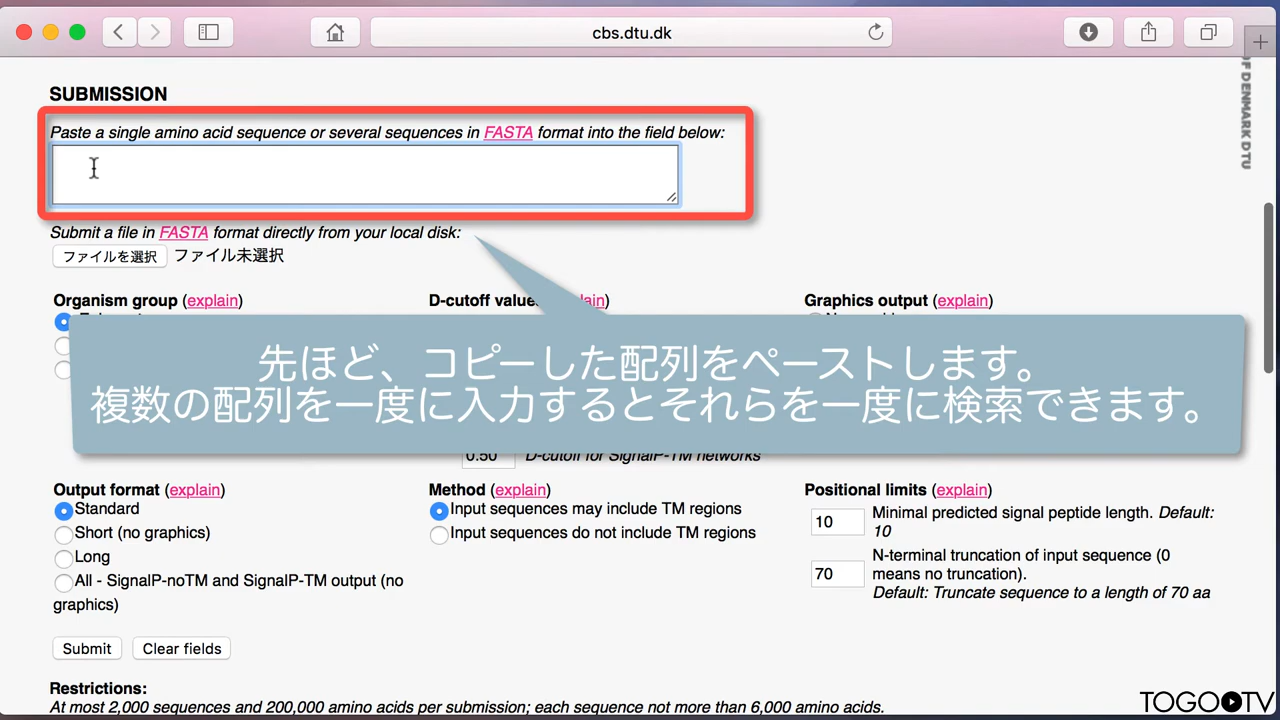 cbs.dtu.dk
OF DENMARK DTU
SUBMISSION
Paste a single amino acid sequence or several sequences in FASTA format into the field below:
Submit a file in FASTA format directly from your local disk:
ファイルを選択 ファイル未選択
Organism group (explain)
D-cutoff values
Graphics output (explain)
先ほど、コピーした配列をペーストします。
複数の配列を一度に入力するとそれらを一度に検索できます。
0.50 D-cutoff for SignalP-TM networks
Output format (explain)
Standard
Short (no graphics)
Long
All - SignalP-noTM and SignalP-TM output (no
graphics)
Method (explain)
Input sequences may include TM regions
Input sequences do not include TM regions
Positional limits (explain)
10 Minimal predicted signal peptide length. Default:
10
N-terminal truncation of input sequence (0
70 means no truncation).
Default: Truncate sequence to a length of 70 aa
Submit Clear fields
Restrictions:
At most 2,000 sequences and 200,000 amino acids per submission; each sequence not more than 6,000 amino acids.
TOGOTV